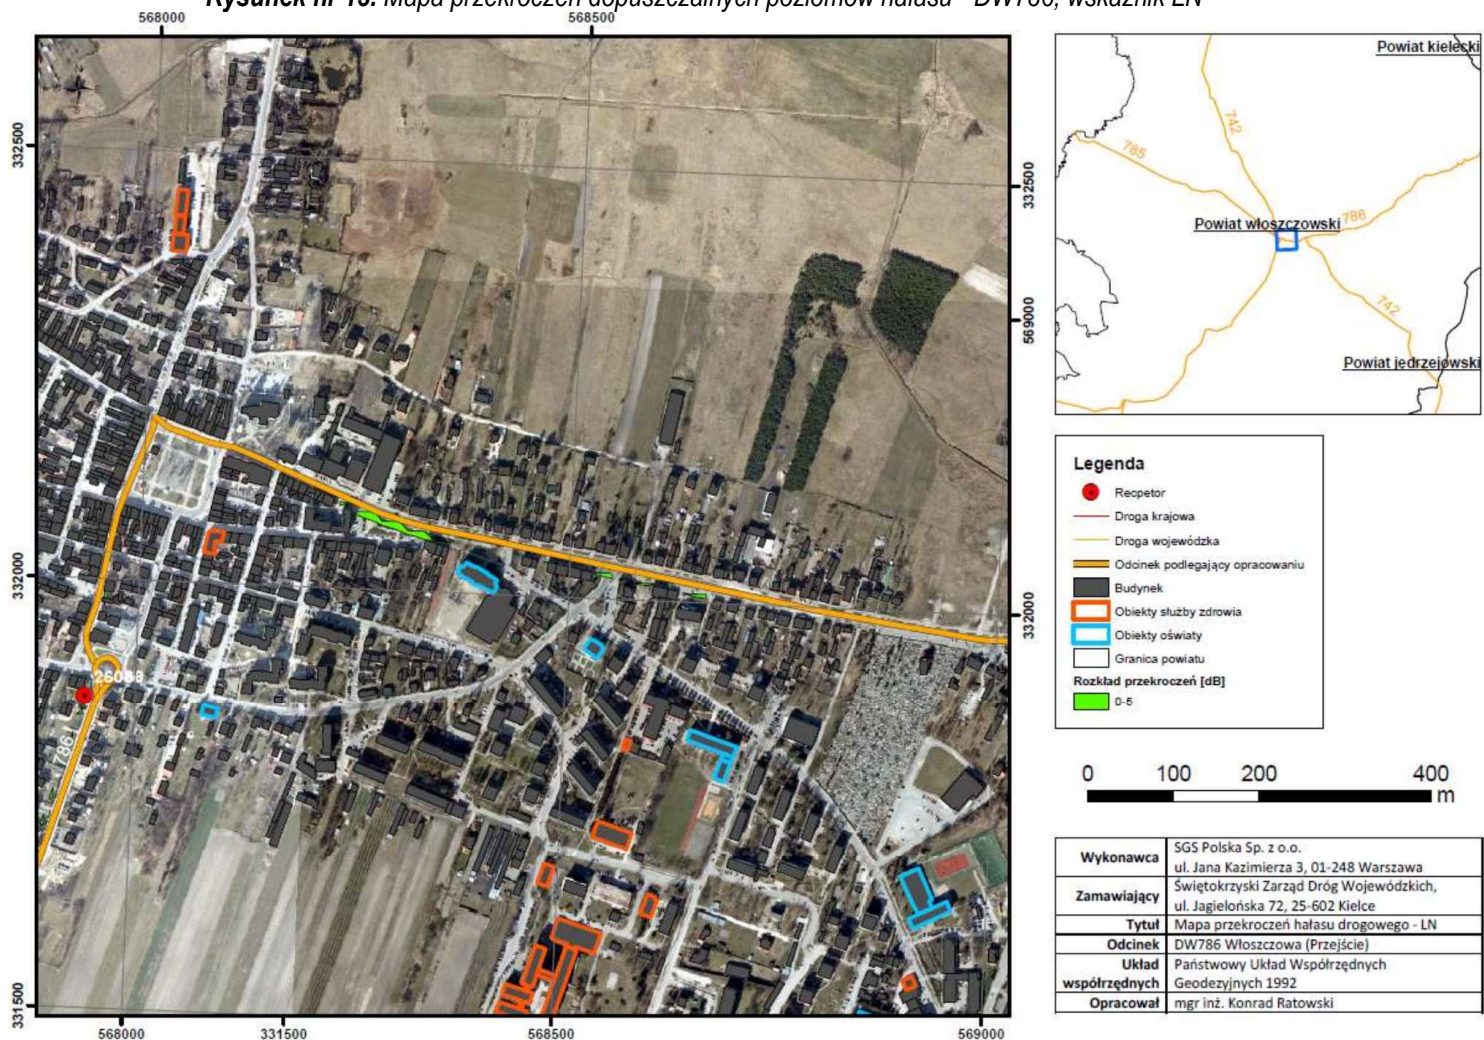 Rysunek nr 13. Mapa przekroczeń dopuszczalnych poziomów hałasu - DW786, wskaźnik LN
568000
568500
332500
332000
331500
332500
569000
332000
568000
331500
568500
569000
786
Powiat kielecki
742
785
786
Powiat włoszczowski
742
Powiat jędrzejowski
Legenda
Recpetor
Droga krajowa
Droga wojewódzka
Odcinek podlegający opracowaniu
Budynek
Obiekty służby zdrowia
Obiekty oświaty
Granica powiatu
Rozkład przekroczeń [dB]
0-5
0 100 200 400
m
Wykonawca SGS Polska Sp. z o.o.
ul. Jana Kazimierza 3, 01-248 Warszawa
Zamawiający Świętokrzyski Zarząd Dróg Wojewódzkich,
ul. Jagielońska 72, 25-602 Kielce
Tytuł Mapa przekroczeń hałasu drogowego - LN
Odcinek DW786 Włoszczowa (Przejście)
Układ Państwowy Układ Współrzędnych
współrzędnych Geodezyjnych 1992
Opracował mgr inż. Konrad Ratowski